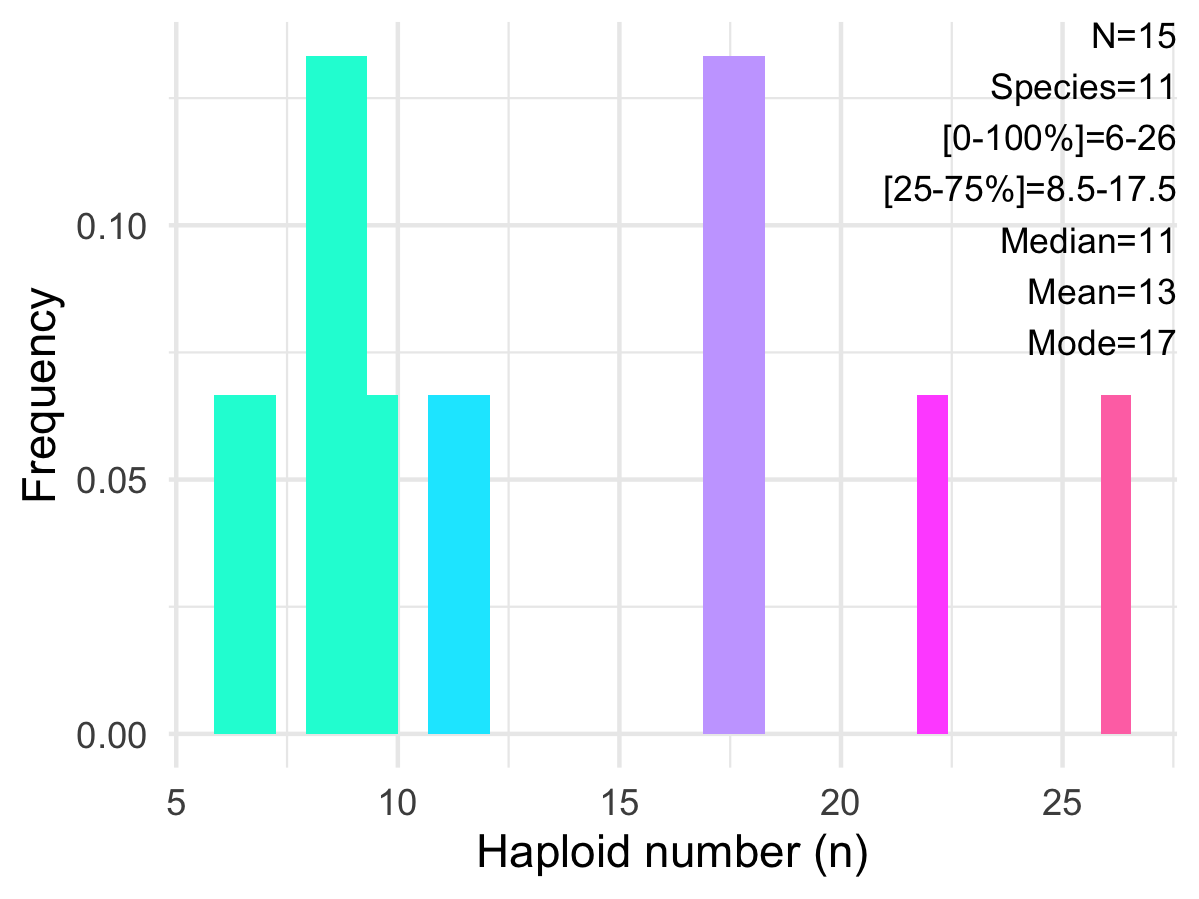 N=15
Species=11
[0-100%]=6-26
[25-75%]=8.5-17.5
Median=11
Mean=13
Mode=17
0.10
0.05
0.00
Frequency
5 10 15 20 25
Haploid number (n)